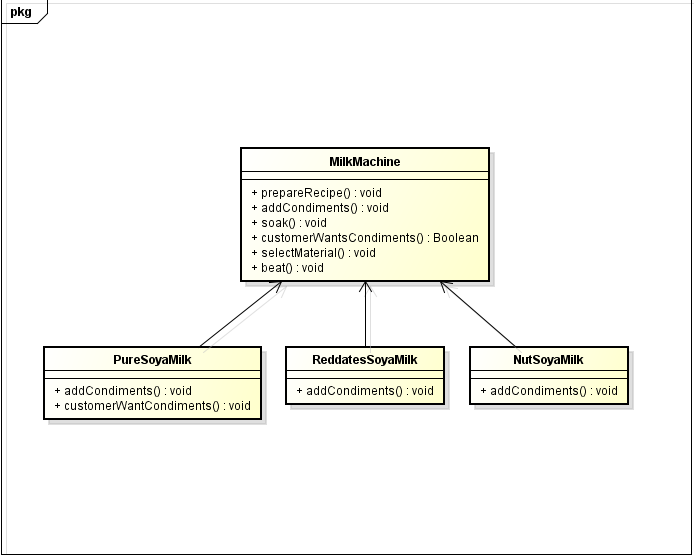 pkg
MilkMachine
+ prepareRecipe() : void
+ addCondiments() : void
+ soak() : void
+ customerWantsCondiments() : Boolean
+ selectMaterial() : void
+ beat() : void
PureSoyaMilk
+ addCondiments() : void
+ customerWantCondiments() : void
ReddatesSoyaMilk
+ addCondiments() : void
NutSoyaMilk
+ addCondiments() : void